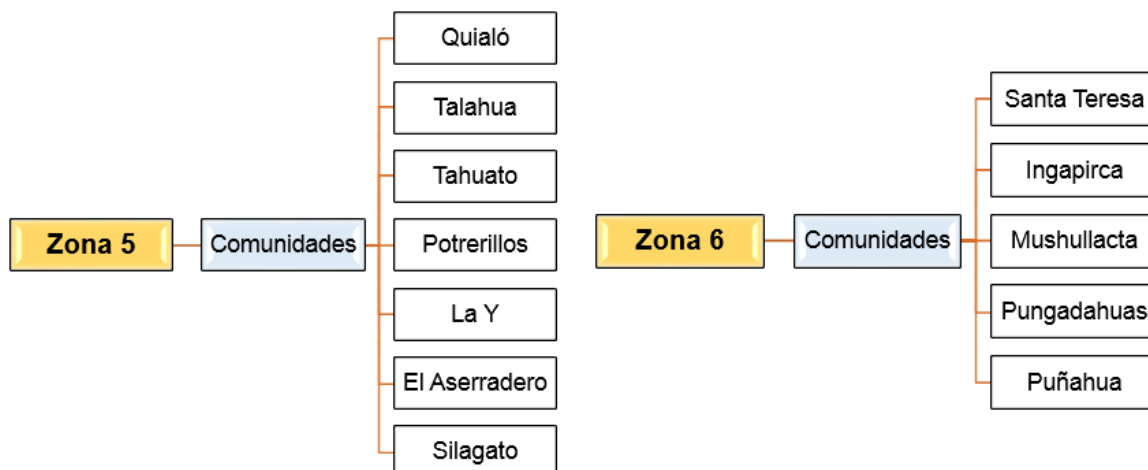 Zona 5
Comunidades
Quialó
Talahua
Tahuato
Potrerillos
La Y
El Aserradero
Silagato
Zona 6
Comunidades
Santa Teresa
Ingapirca
Mushullacta
Pungadahuas
Puñahua